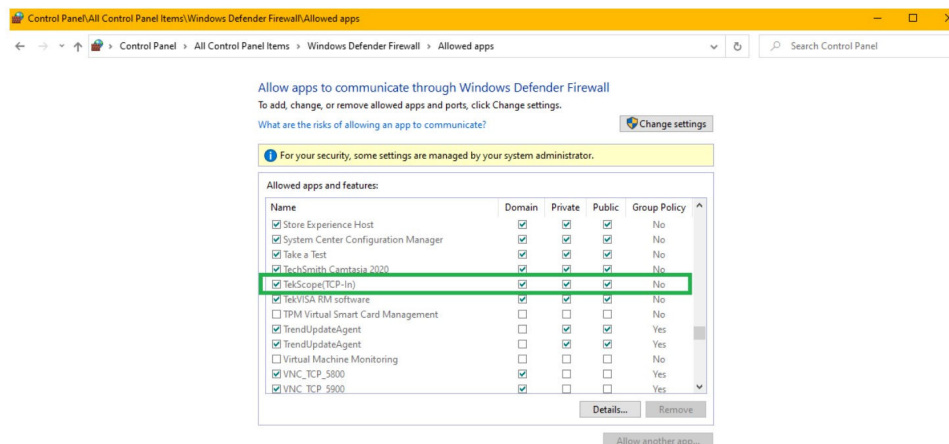 Control Panel\All Control Panel Items\Windows Defender Firewall\Allowed apps
Control Panel > All Control Panel Items > Windows Defender Firewall > Allowed apps
Search Control Panel
Allow apps to communicate through Windows Defender Firewall
To add, change, or remove allowed apps and ports, click Change settings.
What are the risks of allowing an app to communicate?
Change settings
For your security, some settings are managed by your system administrator.
Allowed apps and features:
Name Domain Private Public Group Policy
Store Experience Host No
System Center Configuration Manager No
Take a Test No
TechSmith Camtasia 2020 No
TekScope(TCP-In) No
TekVISA RM software No
TPM Virtual Smart Card Management No
TrendUpdateAgent Yes
TrendUpdateAgent Yes
Virtual Machine Monitoring No
VNC_TCP_5800 Yes
VNC_TCP_5900 Yes
Details... Remove
Allow another app...